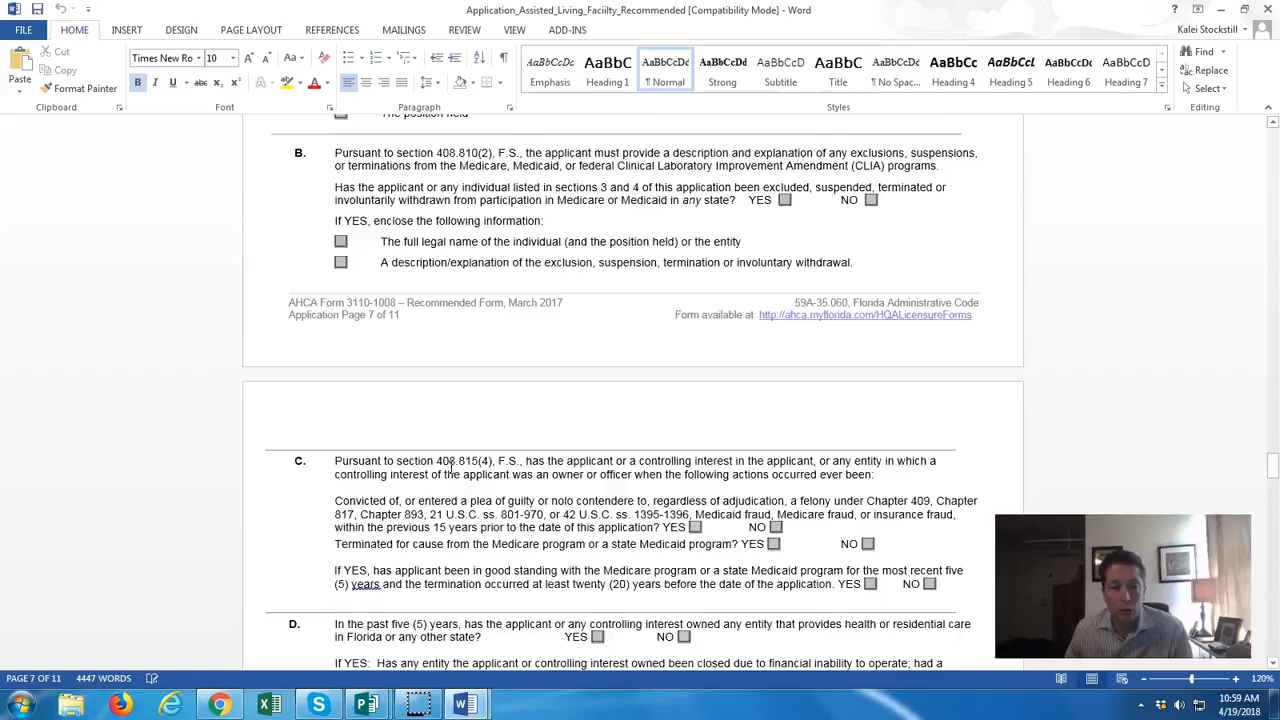 Application_Assisted_Living_Faciilty_Recommended [Compatibility Mode] - Word
FILE HOME INSERT DESIGN PAGE LAYOUT REFERENCES MAILINGS REVIEW VIEW ADD-INS Kalei Stockstill
Paste Cut Copy Format Painter Clipboard
Times New Ro 10 Font
Paragraph
AaBbCcDc AaBbC AaBbCcDd AaBbCcDd AaBbCcD AaBbC AaBbCcDc AaBbCc AaBbCcL AaBbCcDc AaBbCcD
Emphasis Heading 1 ¶ Normal Strong Subtitle Title ¶ No Spac... Heading 4 Heading 5 Heading 6 Heading 7
Styles
Find Replace Select Editing
The position held
B. Pursuant to section 408.810(2), F.S., the applicant must provide a description and explanation of any exclusions, suspensions,
or terminations from the Medicare, Medicaid, or federal Clinical Laboratory Improvement Amendment (CLIA) programs.
Has the applicant or any individual listed in sections 3 and 4 of this application been excluded, suspended, terminated or
involuntarily withdrawn from participation in Medicare or Medicaid in any state? YES NO
If YES, enclose the following information:
The full legal name of the individual (and the position held) or the entity
A description/explanation of the exclusion, suspension, termination or involuntary withdrawal.
AHCA Form 3110-1008 – Recommended Form, March 2017 59A-35.060, Florida Administrative Code
Application Page 7 of 11 Form available at http://ahca.myflorida.com/HQALicensureForms
C. Pursuant to section 408.815(4), F.S., has the applicant or a controlling interest in the applicant, or any entity in which a
controlling interest of the applicant was an owner or officer when the following actions occurred ever been:
Convicted of, or entered a plea of guilty or nolo contendere to, regardless of adjudication, a felony under Chapter 409, Chapter
817, Chapter 893, 21 U.S.C. ss. 801-970, or 42 U.S.C. ss. 1395-1396, Medicaid fraud, Medicare fraud, or insurance fraud,
within the previous 15 years prior to the date of this application? YES NO
Terminated for cause from the Medicare program or a state Medicaid program? YES NO
If YES, has applicant been in good standing with the Medicare program or a state Medicaid program for the most recent five
(5) years and the termination occurred at least twenty (20) years before the date of the application. YES NO
D. In the past five (5) years, has the applicant or any controlling interest owned any entity that provides health or residential care
in Florida or any other state? YES NO
If YES: Has any entity the applicant or controlling interest owned been closed due to financial inability to operate; had a
PAGE 7 OF 11 4447 WORDS 120%
10:59 AM
4/19/2018